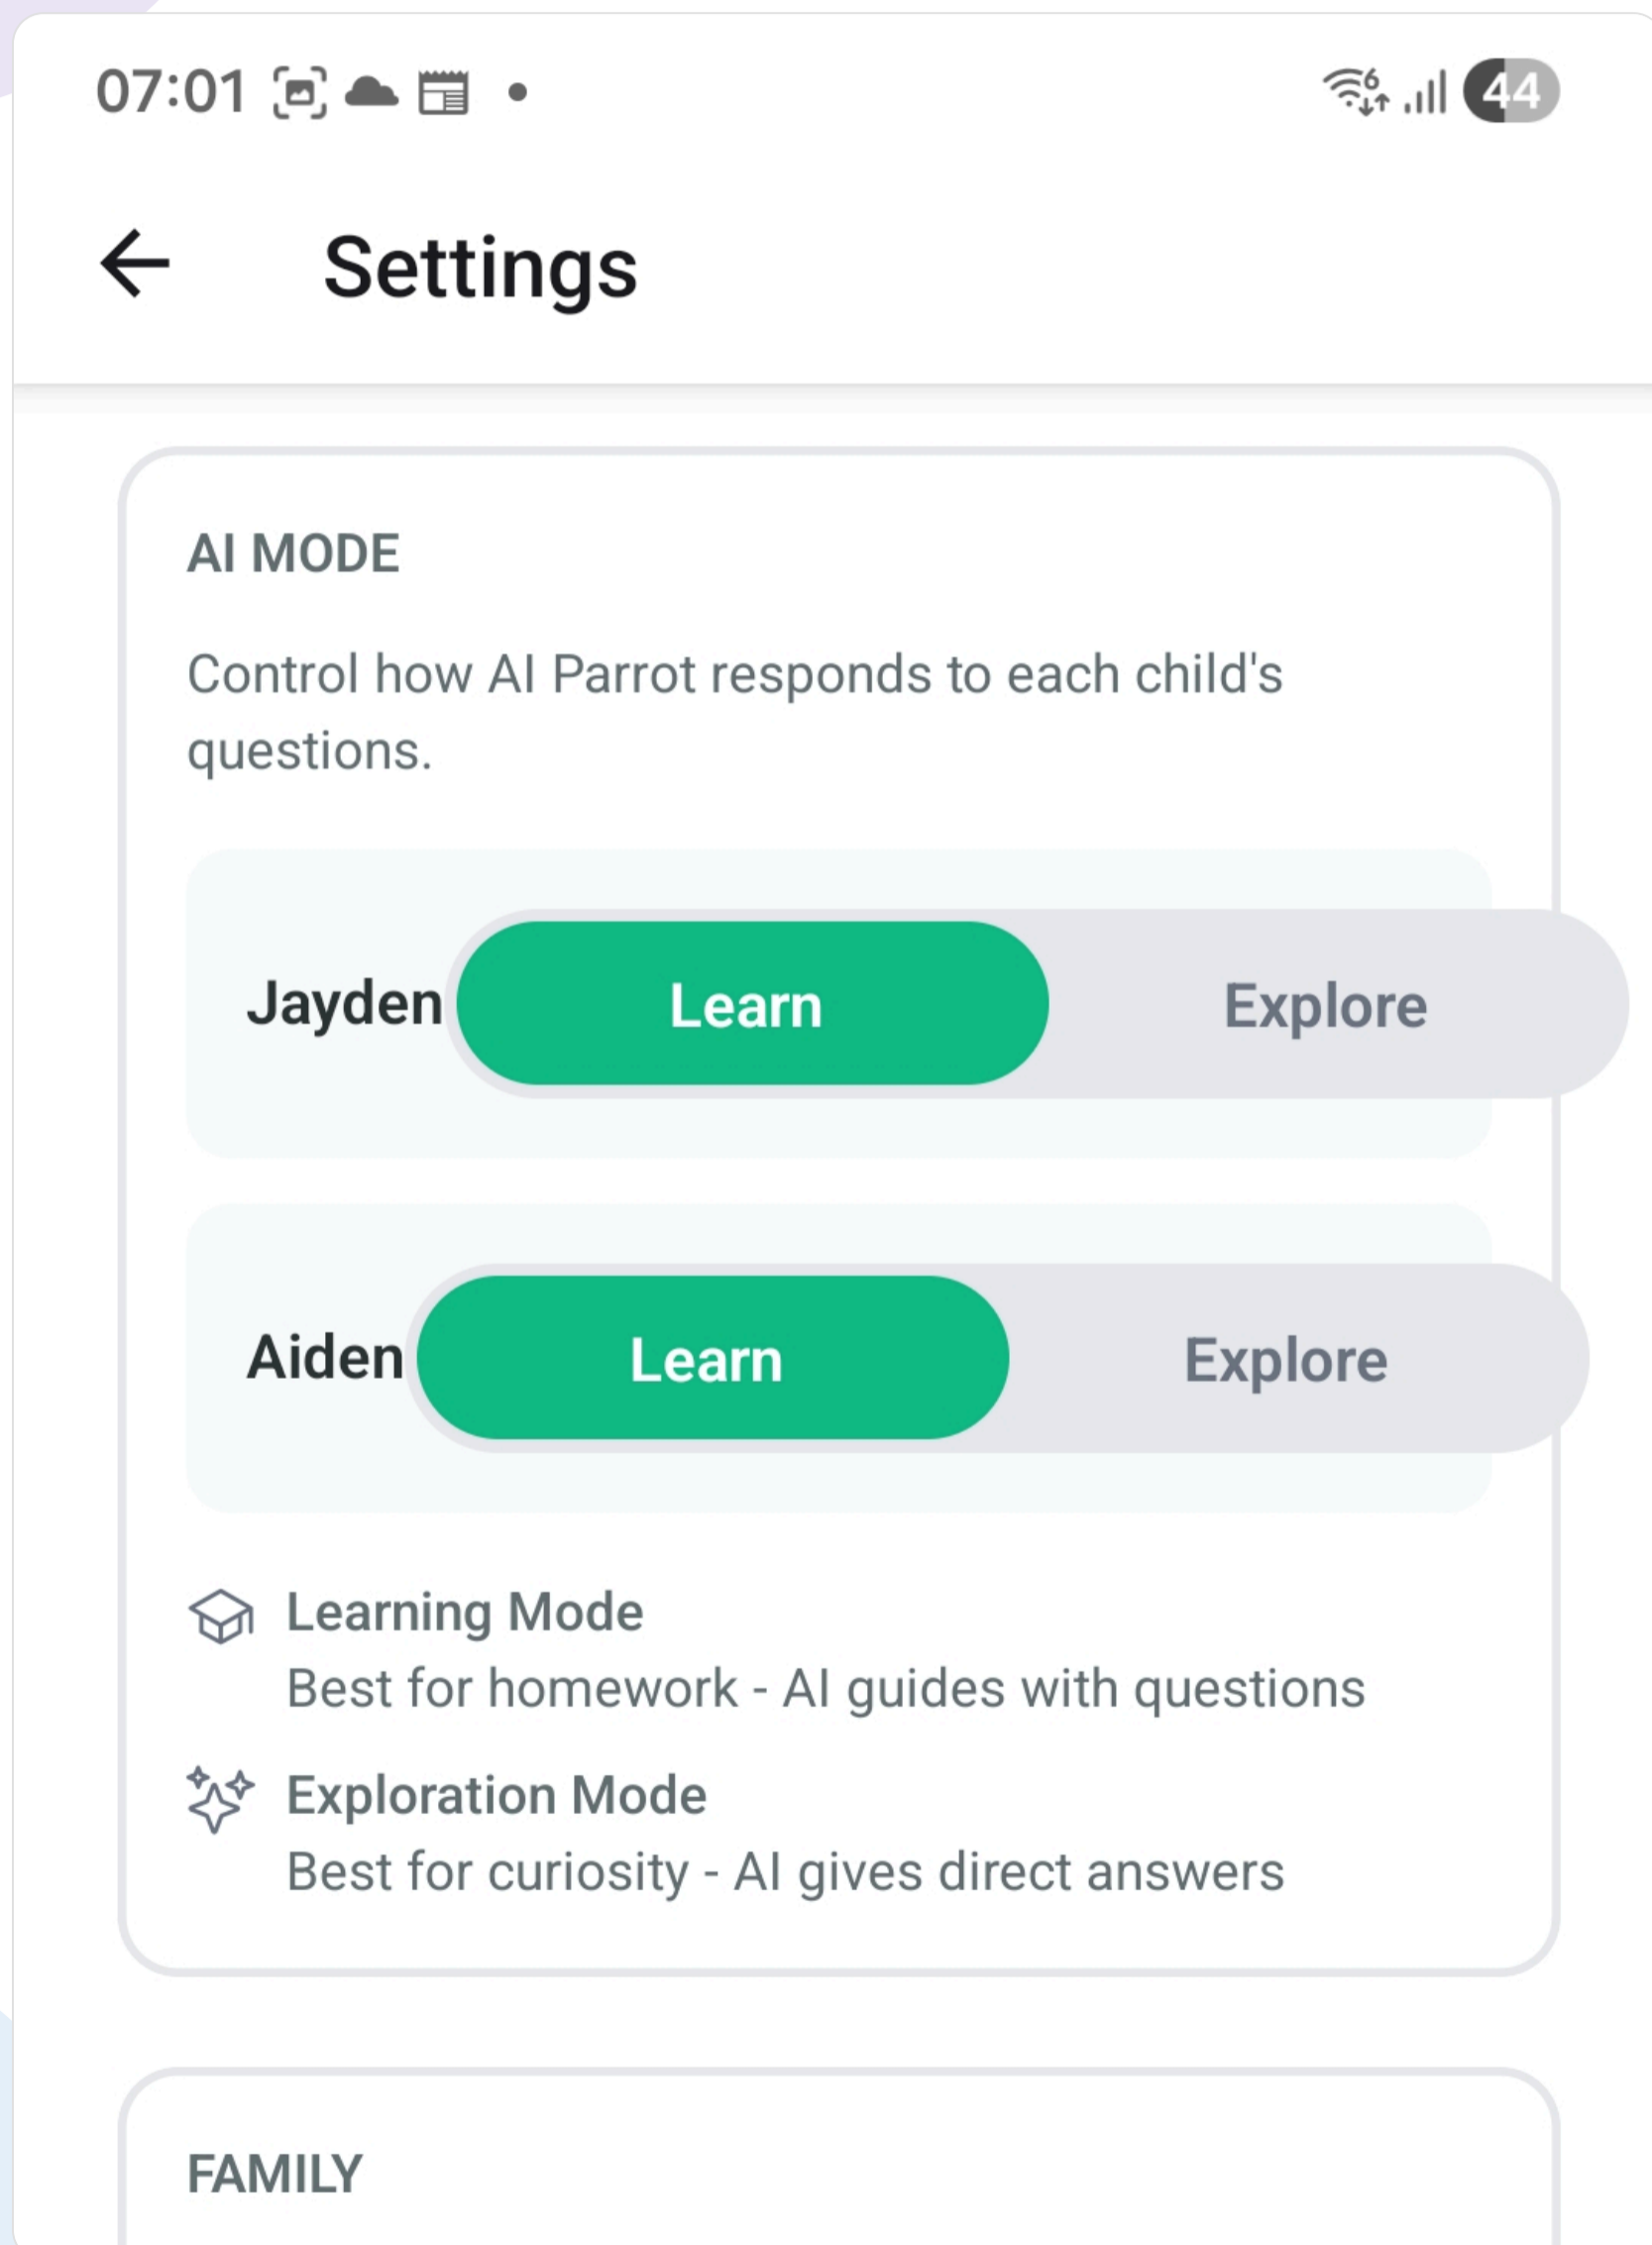 07:01
6
44
Settings
AI MODE
Control how AI Parrot responds to each child's
questions.
Jayden Learn Explore
Aiden Learn Explore
Learning Mode
Best for homework - AI guides with questions
Exploration Mode
Best for curiosity - AI gives direct answers
FAMILY